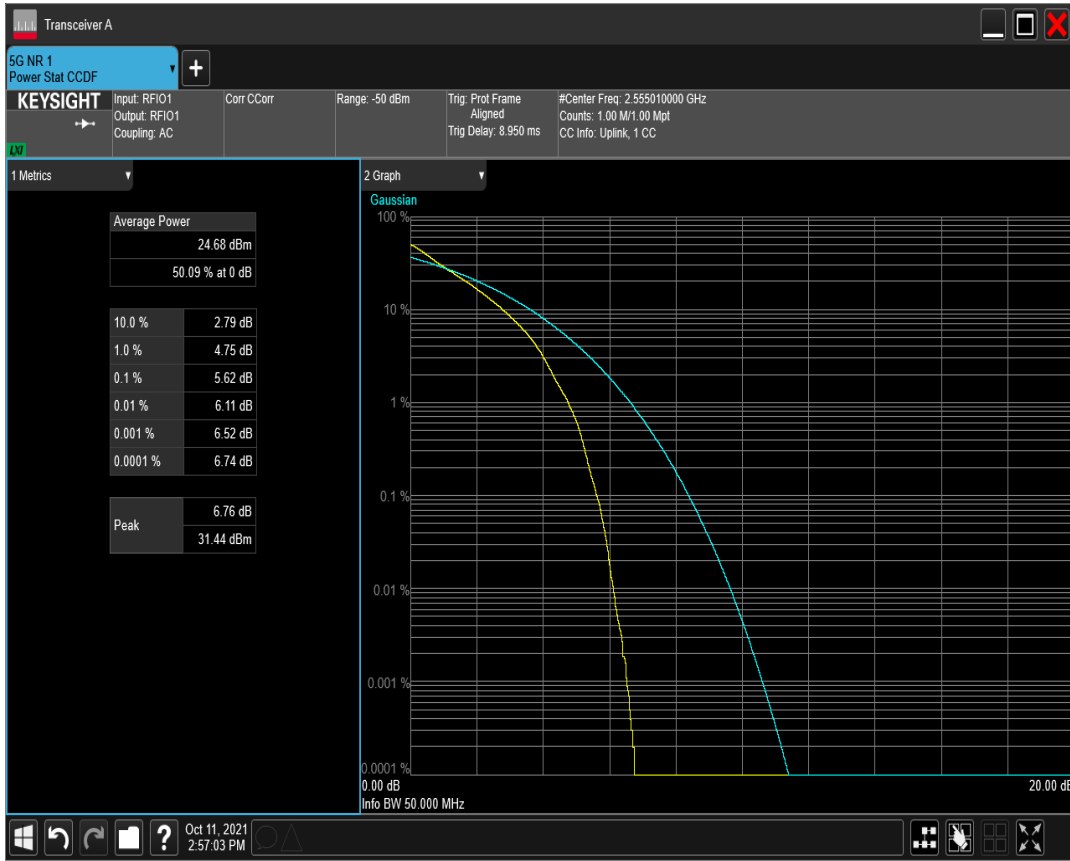 Transceiver A
5G NR 1
Power Stat CCDF
+
KEYSIGHT
LXI
Input: RFIO1
Output: RFIO1
Coupling: AC
Corr CCorr
Range: -50 dBm
Trig: Prot Frame
Aligned
Trig Delay: 8.950 ms
#Center Freq: 2.555010000 GHz
Counts: 1.00 M/1.00 Mpt
CC Info: Uplink, 1 CC
1 Metrics
Average Power
24.68 dBm
50.09 % at 0 dB
10.0 % 2.79 dB
1.0 % 4.75 dB
0.1 % 5.62 dB
0.01 % 6.11 dB
0.001 % 6.52 dB
0.0001 % 6.74 dB
Peak 6.76 dB
31.44 dBm
2 Graph
Gaussian
100 %
10 %
1 %
0.1 %
0.01 %
0.001 %
0.0001 %
0.00 dB 20.00 dB
Info BW 50.000 MHz
?
Oct 11, 2021
2:57:03 PM